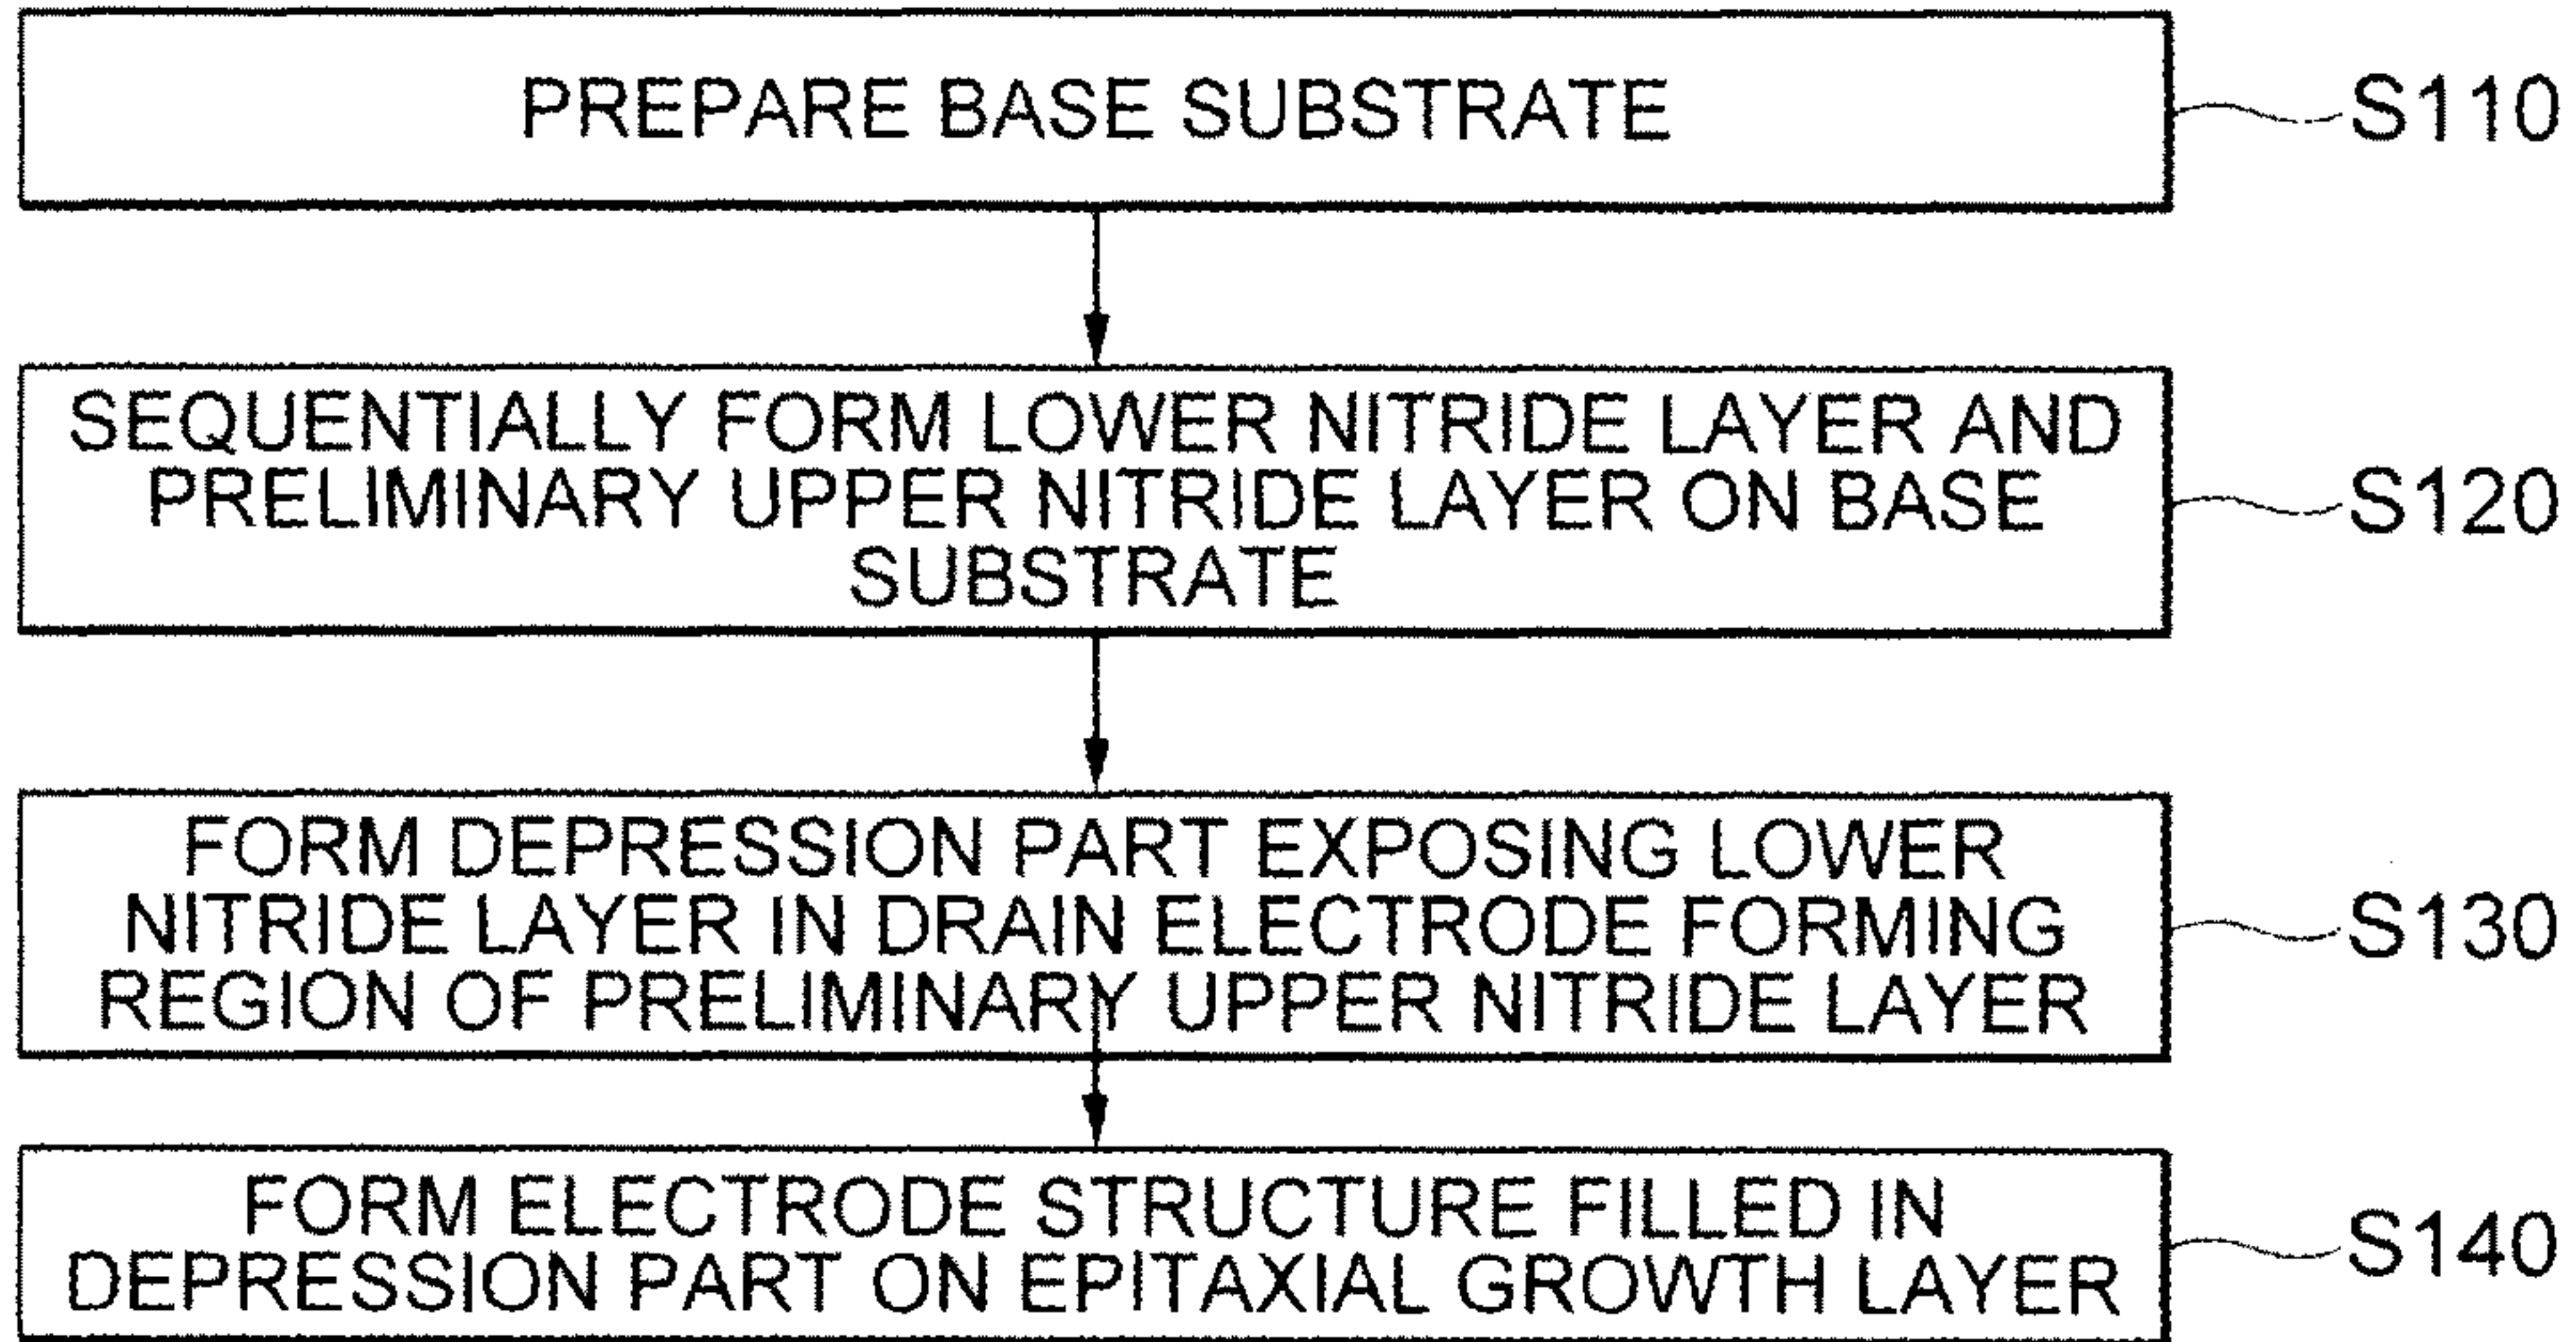 PREPARE BASE SUBSTRATE
S110
SEQUENTIALLY FORM LOWER NITRIDE LAYER AND
PRELIMINARY UPPER NITRIDE LAYER ON BASE
SUBSTRATE
S120
FORM DEPRESSION PART EXPOSING LOWER
NITRIDE LAYER IN DRAIN ELECTRODE FORMING
REGION OF PRELIMINARY UPPER NITRIDE LAYER
S130
FORM ELECTRODE STRUCTURE FILLED IN
DEPRESSION PART ON EPITAXIAL GROWTH LAYER
S140